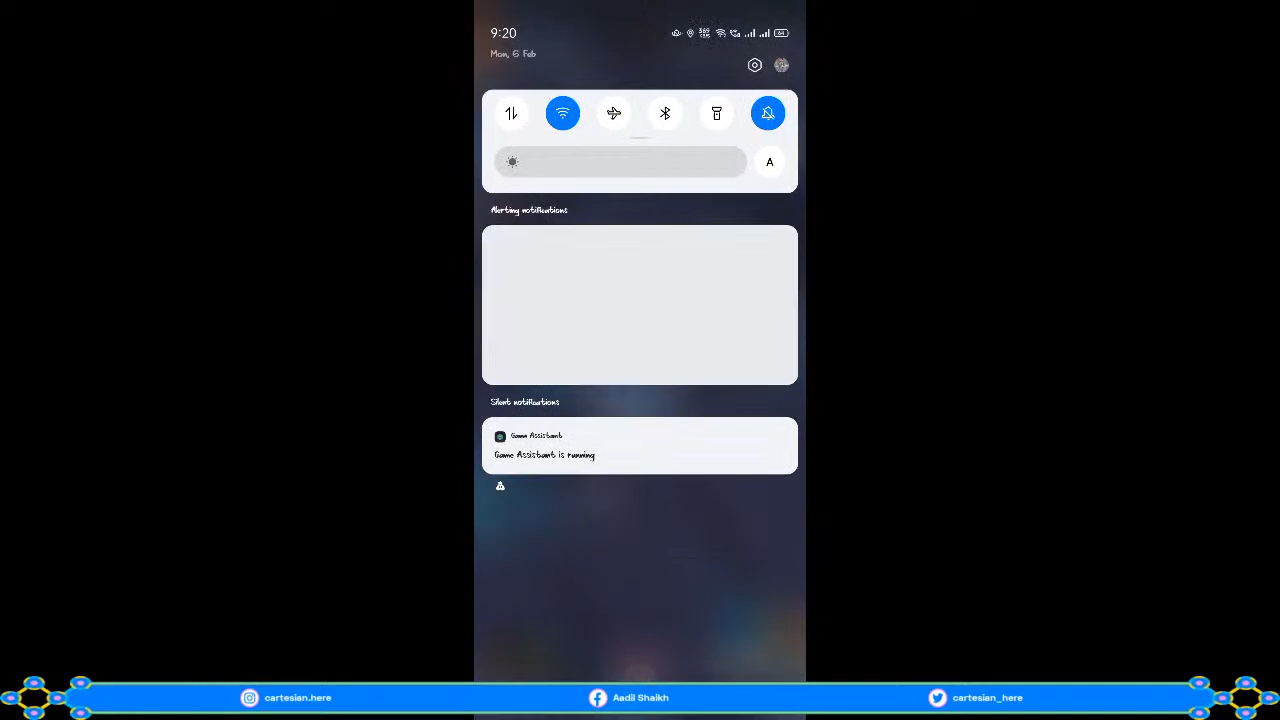 9:20
Mon, 6 Feb
A
Alerting notifications
Silent notifications
Game Assistant
Game Assistant is running
cartesian.here
Aadil Shaikh
cartesian_here